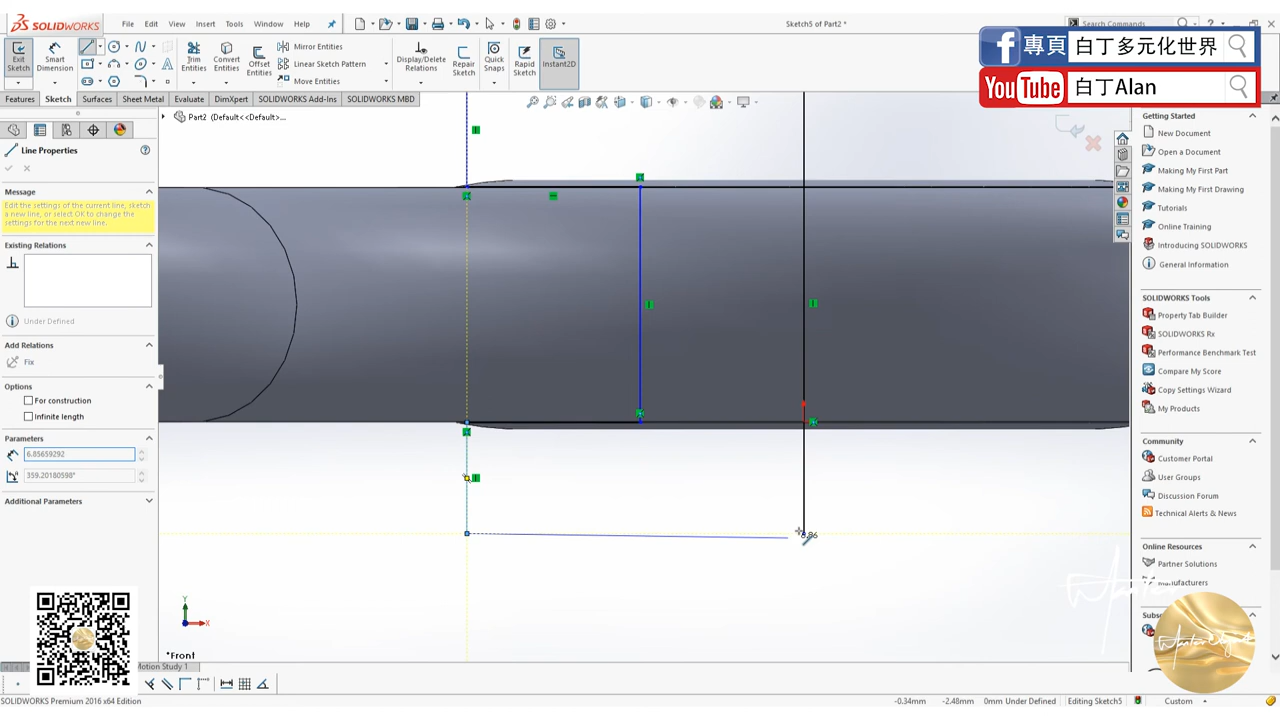 SOLIDWORKS
File
Edit
View
Insert
Tools
Window
Help
Sketch5 of Part2 *
Search Commands
Exit Sketch
Smart Dimension
Trim Entities
Convert Entities
Offset Entities
Mirror Entities
Linear Sketch Pattern
Move Entities
Display/Delete Relations
Repair Sketch
Quick Snaps
Rapid Sketch
Instant2D
專頁 白丁多元化世界
YouTube 白丁Alan
Features
Sketch
Surfaces
Sheet Metal
Evaluate
DimXpert
SOLIDWORKS Add-Ins
SOLIDWORKS MBD
Part2 (Default<<Default>...
Line Properties
Message
Edit the settings of the current line, sketch
a new line, or select OK to change the
settings for the next new line.
Existing Relations
Under Defined
Add Relations
Fix
Options
For construction
Infinite length
Parameters
6.85659292
359.20180598°
Additional Parameters
Getting Started
New Document
Open a Document
Making My First Part
Making My First Drawing
Tutorials
Online Training
Introducing SOLIDWORKS
General Information
SOLIDWORKS Tools
Property Tab Builder
SOLIDWORKS Rx
Performance Benchmark Test
Compare My Score
Copy Settings Wizard
My Products
Community
Customer Portal
User Groups
Discussion Forum
Technical Alerts & News
Online Resources
Partner Solutions
Manufacturers
Y
X
*Front
Motion Study 1
SOLIDWORKS Premium 2016 x64 Edition
-0.34mm
-2.48mm
0mm
Under Defined
Editing Sketch5
Custom